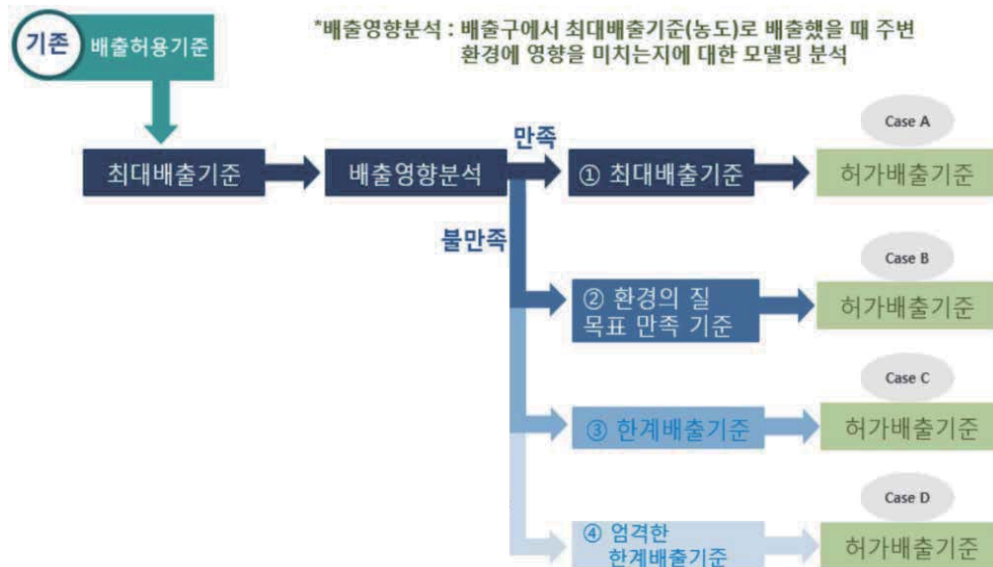 기존
배출허용기준
*배출영향분석 : 배출구에서 최대배출기준(농도)로 배출했을 때 주변
환경에 영향을 미치는지에 대한 모델링 분석
최대배출기준
배출영향분석
만족
① 최대배출기준
Case A
허가배출기준
불만족
② 환경의 질
목표 만족 기준
Case B
허가배출기준
③ 한계배출기준
Case C
허가배출기준
④ 엄격한
한계배출기준
Case D
허가배출기준